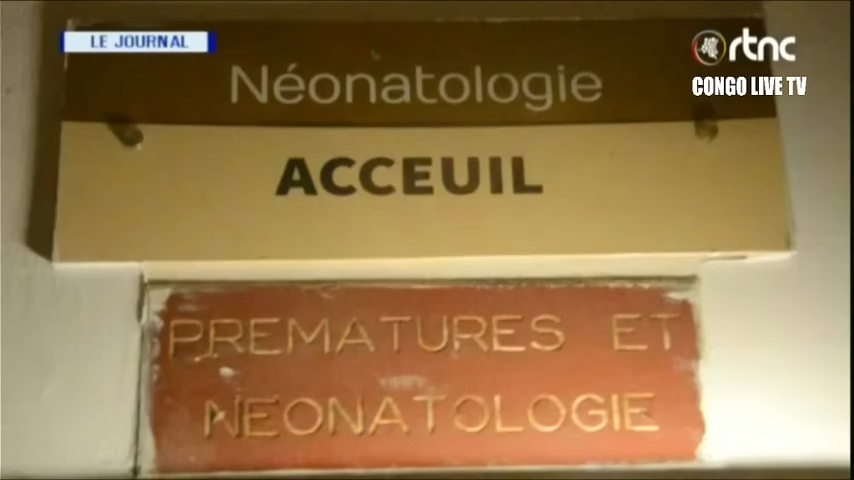 LE JOURNAL
rtnc
CONGO LIVE TV
Néonatologie
ACCEUIL
PREMATURES ET
NEONATOLOGIE